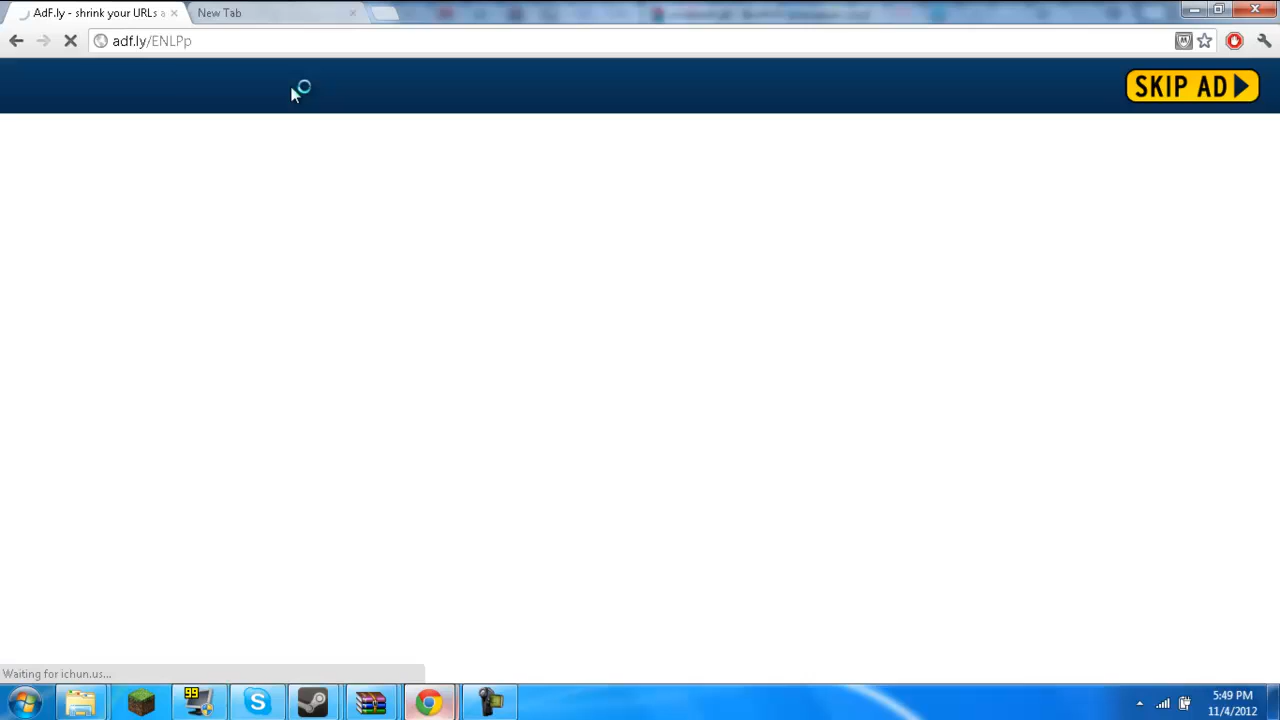 AdF.ly - shrink your URLs a
New Tab
adf.ly/ENLPp
SKIP AD
Waiting for ichun.us...
99
5:49 PM
11/4/2012